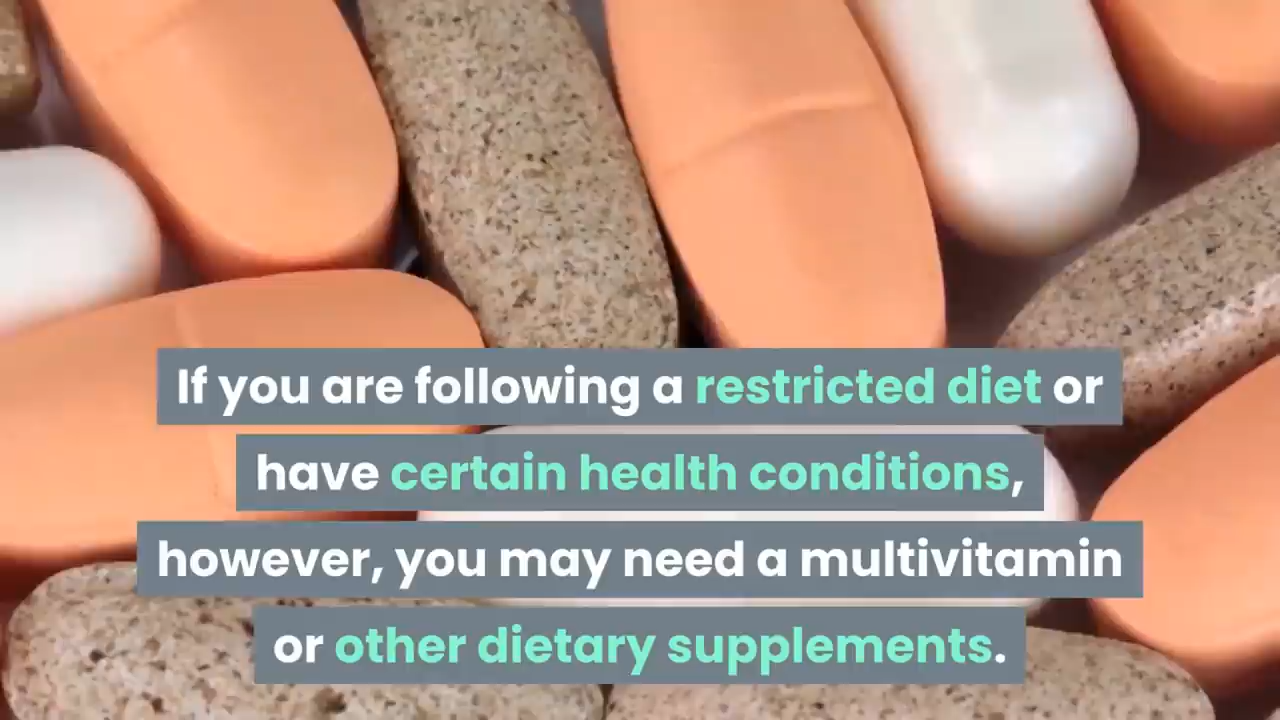 If you are following a restricted diet or
have certain health conditions,
however, you may need a multivitamin
or other dietary supplements.